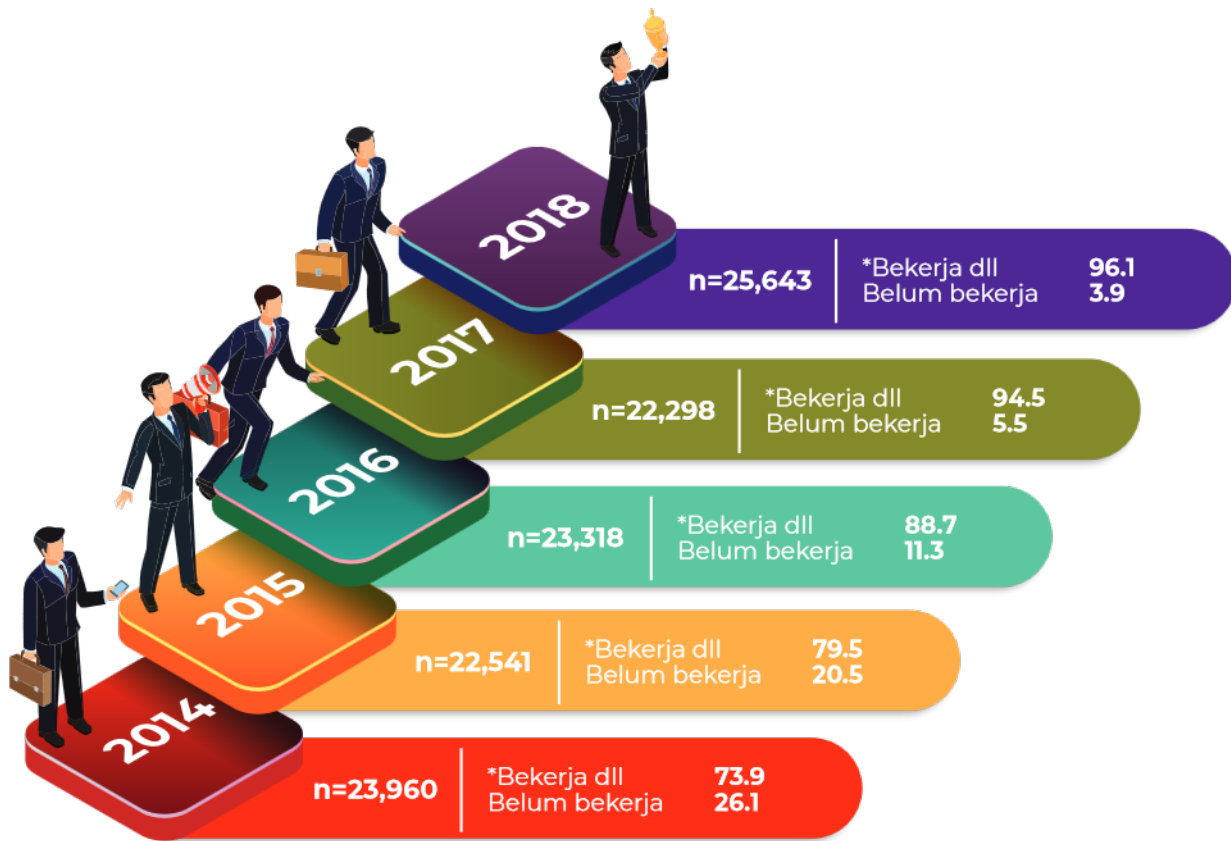 2018
n=25,643
*Bekerja dll 96.1
Belum bekerja 3.9
2017
n=22,298
*Bekerja dll 94.5
Belum bekerja 5.5
2016
n=23,318
*Bekerja dll 88.7
Belum bekerja 11.3
2015
n=22,541
*Bekerja dll 79.5
Belum bekerja 20.5
2014
n=23,960
*Bekerja dll 73.9
Belum bekerja 26.1